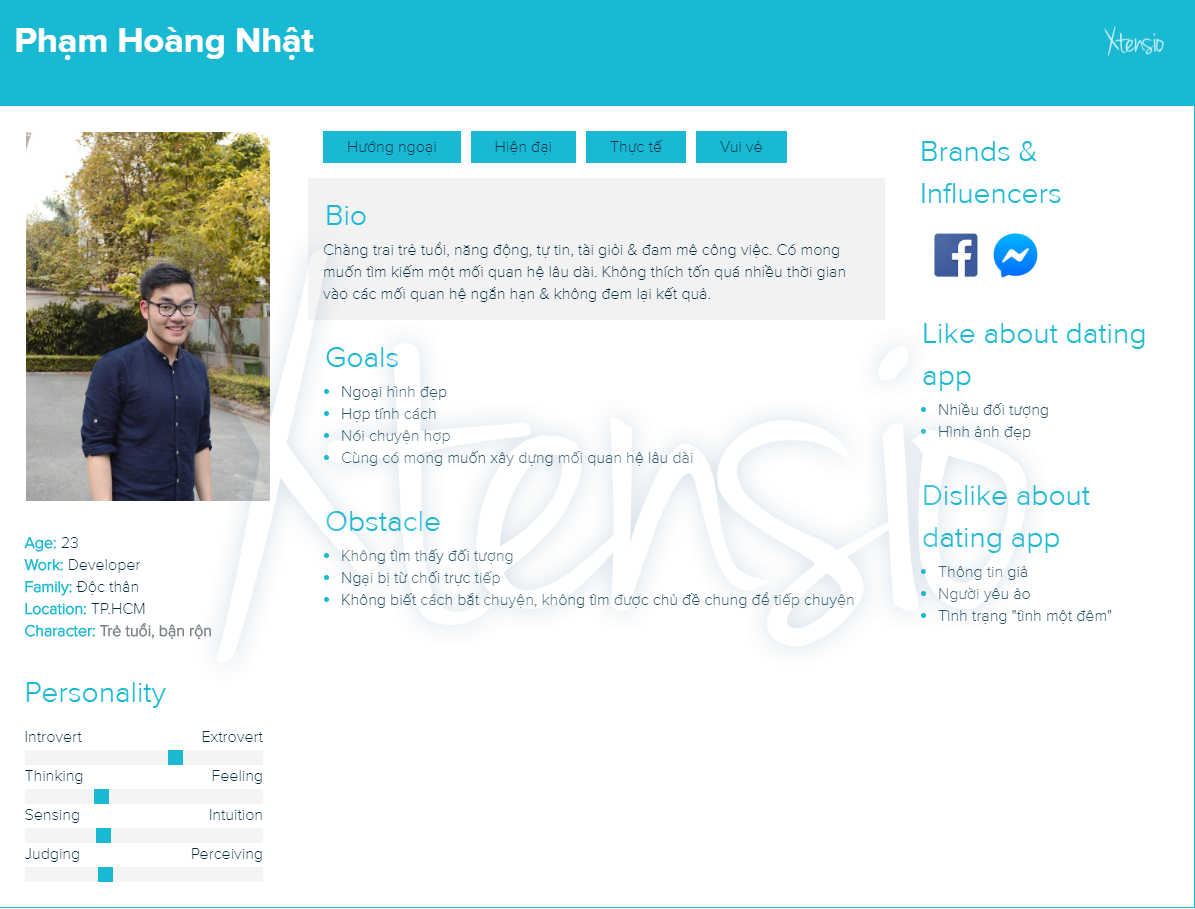 Phạm Hoàng Nhật
Xtensio
Hướng ngoại
Hiện đại
Thực tế
Vui vẻ
Bio
Chàng trai trẻ tuổi, năng động, tự tin, tài giỏi & đam mê công việc. Có mong
muốn tìm kiếm một mối quan hệ lâu dài. Không thích tốn quá nhiều thời gian
vào các mối quan hệ ngắn hạn & không đem lại kết quả.
Goals
Ngoại hình đẹp
Hợp tính cách
Nói chuyện hợp
Cùng có mong muốn xây dựng mối quan hệ lâu dài
Obstacle
Không tìm thấy đối tượng
Ngại bị từ chối trực tiếp
Không biết cách bắt chuyện, không tìm được chủ đề chung để tiếp chuyện
Brands &
Influencers
Like about dating
app
Nhiều đối tượng
Hình ảnh đẹp
Dislike about
dating app
Thông tin giả
Người yêu ảo
Tình trạng "tình một đêm"
Age: 23
Work: Developer
Family: Độc thân
Location: TP.HCM
Character: Trẻ tuổi, bận rộn
Personality
Introvert Extrovert
Thinking Feeling
Sensing Intuition
Judging Perceiving
Xtensio